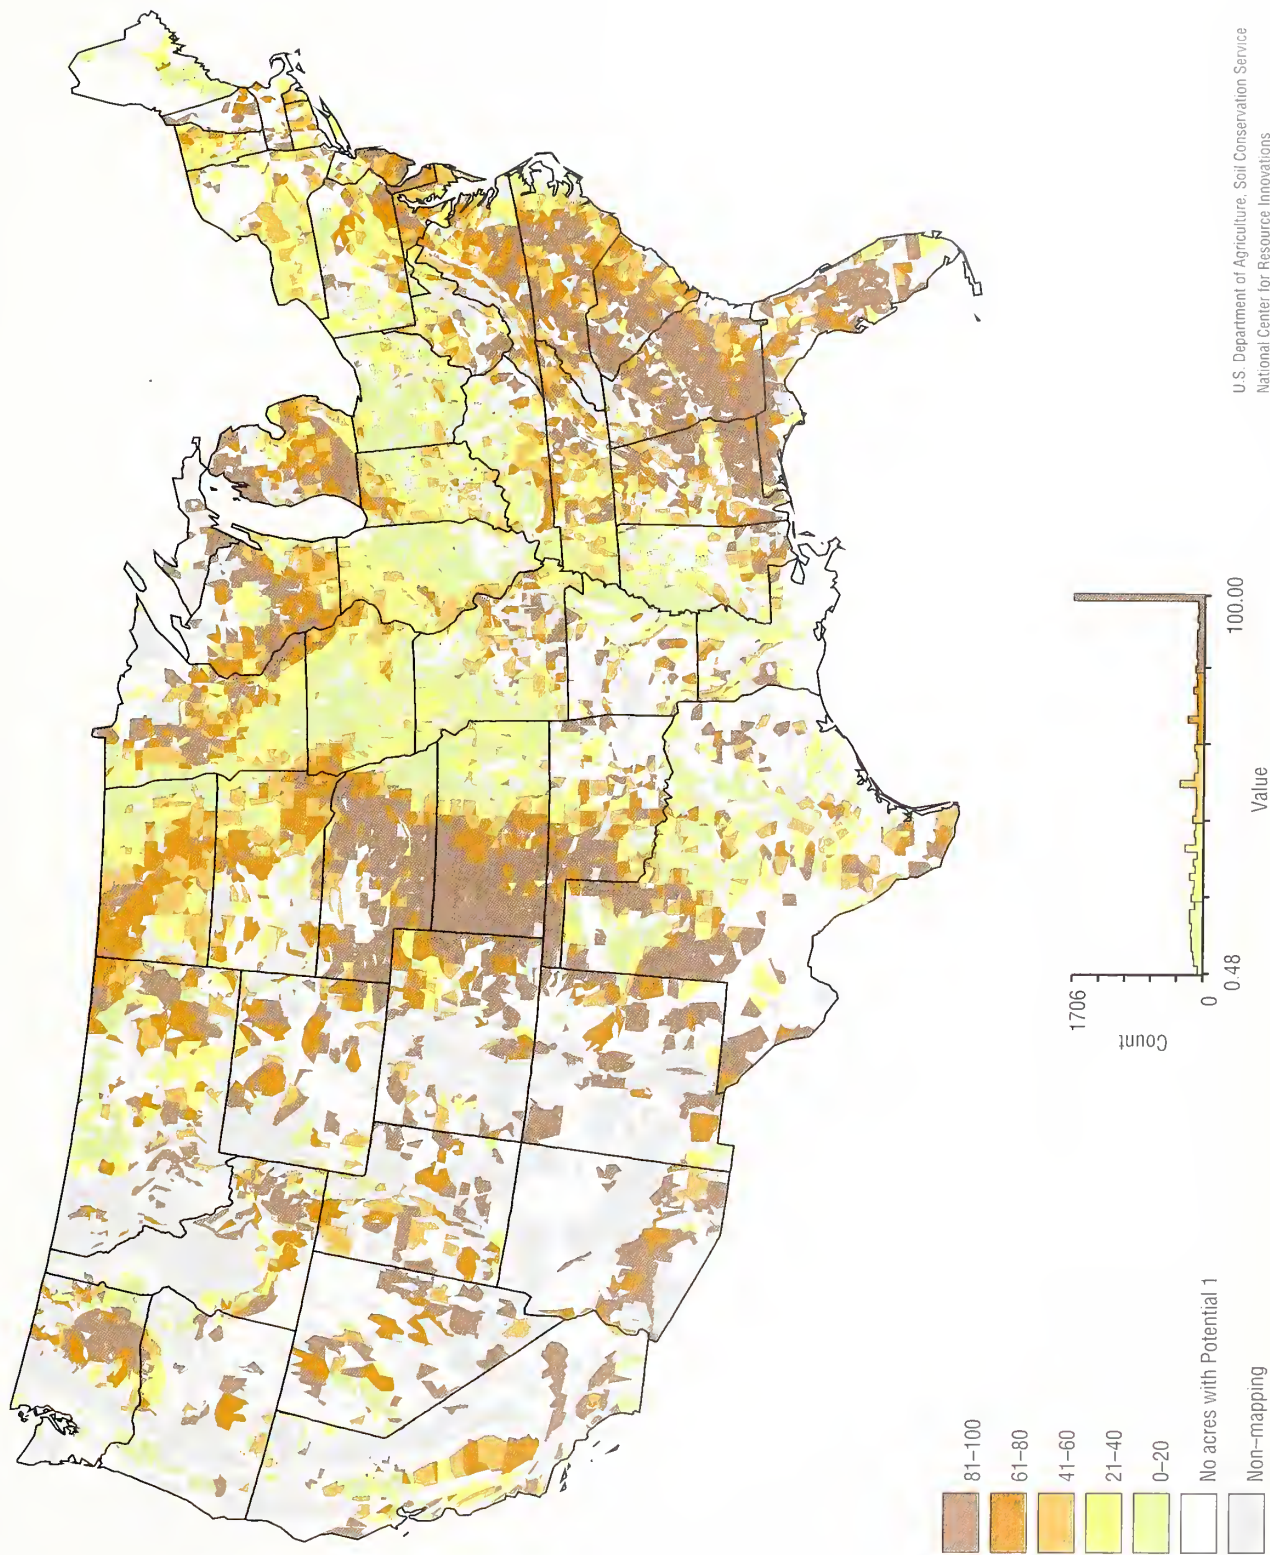 81–100
61–80
41–60
21–40
0–20
No acres with Potential 1
Non–mapping
1706
Count
0
0.48
Value
100.00
U.S. Department of Agriculture, Soil Conservation Service
National Center for Resource Innovations